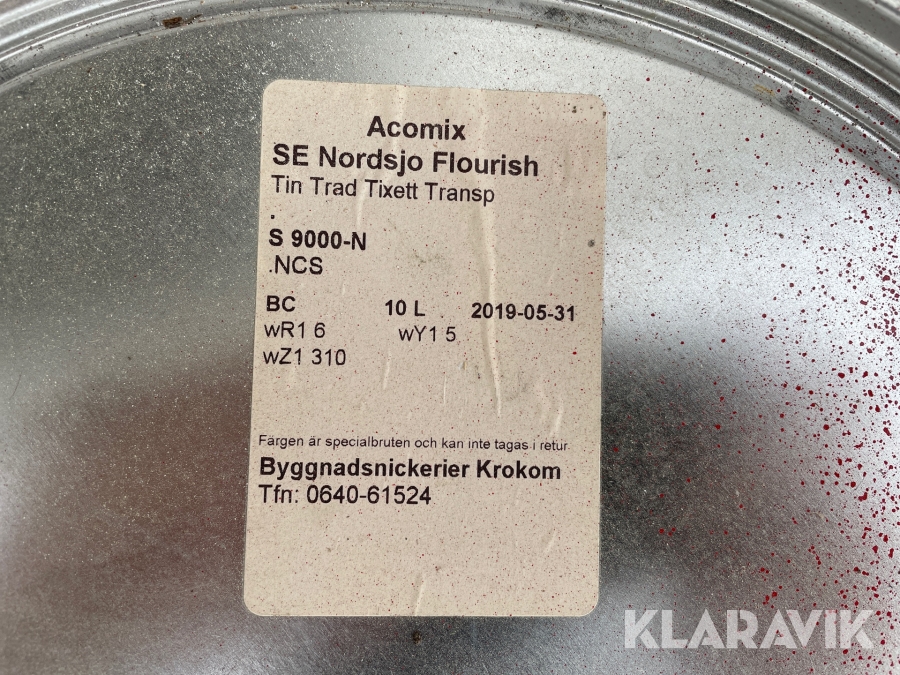 Acomix
SE Nordsjo Flourish
Tin Trad Tixett Transp
.
S 9000-N
.NCS
BC 10 L 2019-05-31
wR1 6 wY1 5
wZ1 310
Färgen är specialbruten och kan inte tagas i retur.
Byggnadsnickerier Krokom
Tfn: 0640-61524
KLARAVIK